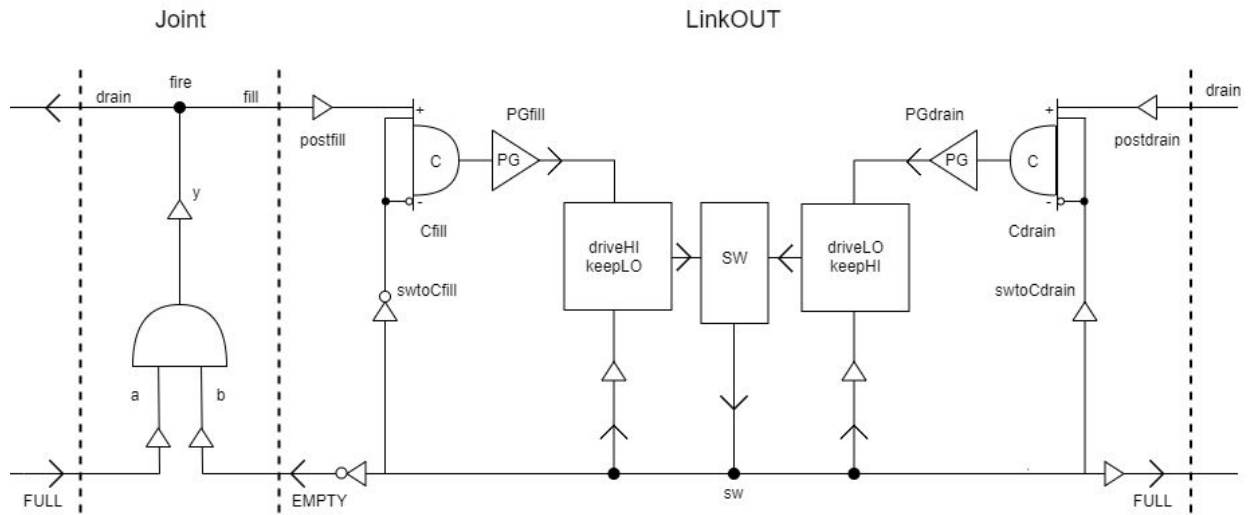 Joint
LinkOUT
fire
drain
fill
drain
+
+
postfill
PGfill
PGdrain
postdrain
C
PG
PG
C
y
-
-
Cfill
Cdrain
driveHI
keepLO
SW
driveLO
keepHI
swtoCfill
swtoCdrain
a
b
FULL
EMPTY
sw
FULL